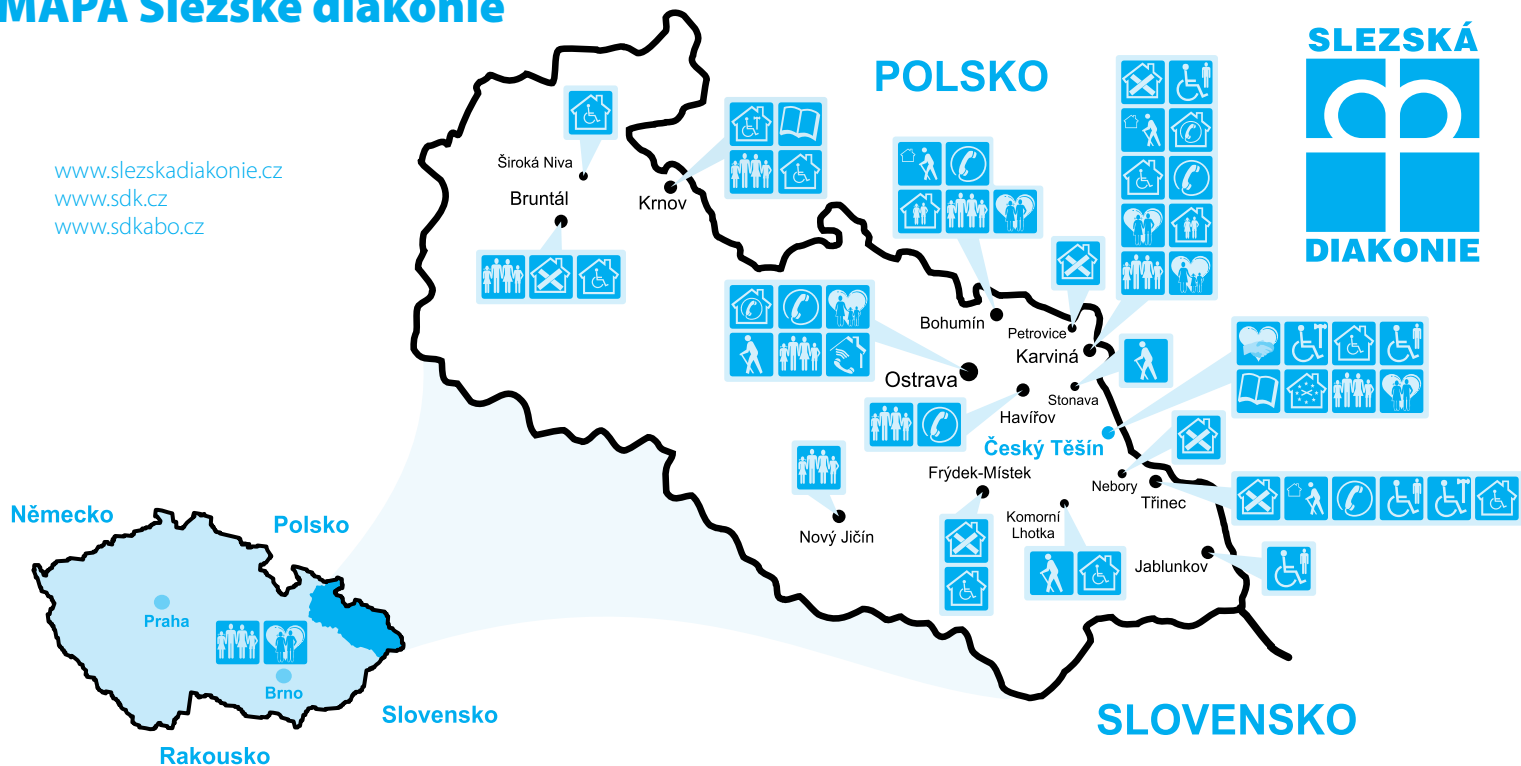 MAPA Slezské diakonie
www.slezskadiakonie.cz
www.sdk.cz
www.sdkabo.cz
POLSKO
SLEZSKÁ
DIAKONIE
Široká Niva
Bruntál
Krnov
Bohumín
Petrovice
Karviná
Ostrava
Stonava
Havířov
Český Těšín
Frýdek-Místek
Nebory
Třinec
Nový Jičín
Komorní
Lhotka
Jablunkov
Německo
Polsko
Praha
Brno
Slovensko
Rakousko
SLOVENSKO